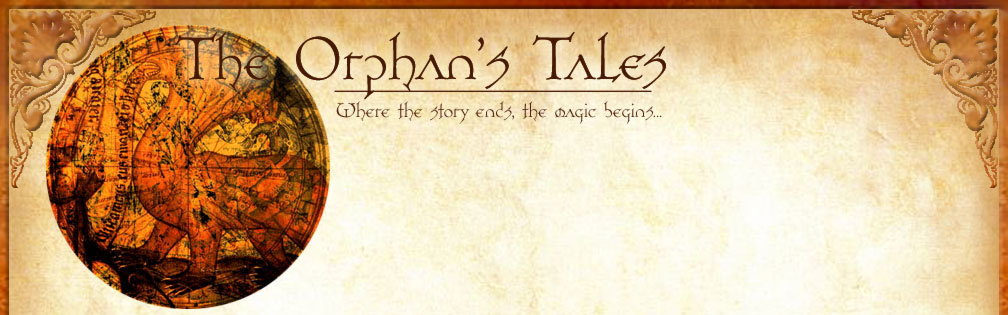 The Orphan's Tales
Where the story ends, the magic begins...